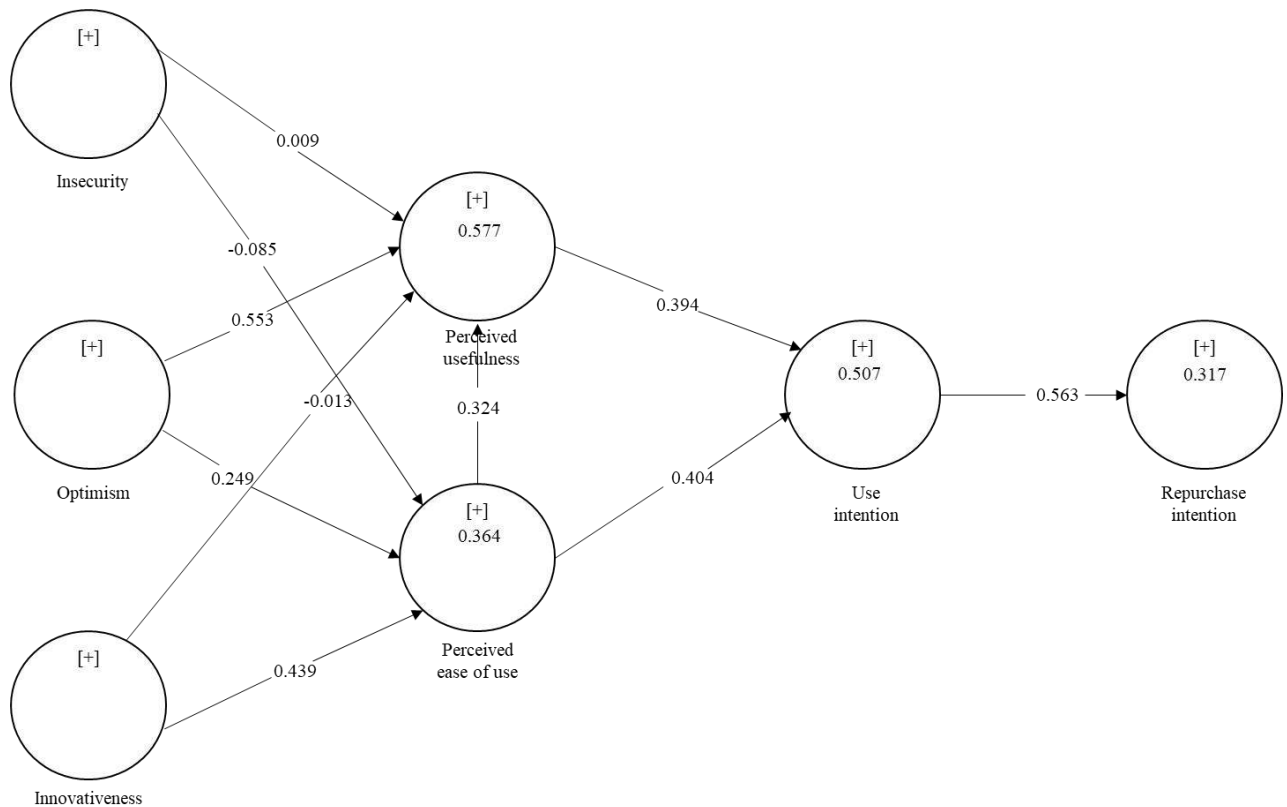 [+]
Insecurity
0.009
-0.085
[+]
0.577
Perceived
usefulness
0.553
0.394
[+]
Optimism
-0.013
0.324
0.249
[+]
0.507
Use
intention
0.563
[+]
0.317
Repurchase
intention
0.404
[+]
0.364
Perceived
ease of use
[+]
Innovativeness
0.439